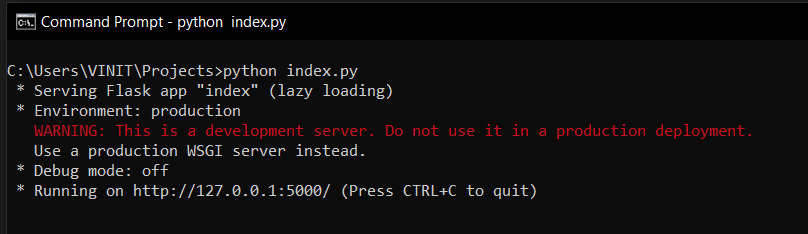 Command Prompt - python  index.py
C:\Users\VINIT\Projects>python index.py
 * Serving Flask app "index" (lazy loading)
 * Environment: production
   WARNING: This is a development server. Do not use it in a production deployment.
   Use a production WSGI server instead.
 * Debug mode: off
 * Running on http://127.0.0.1:5000/ (Press CTRL+C to quit)